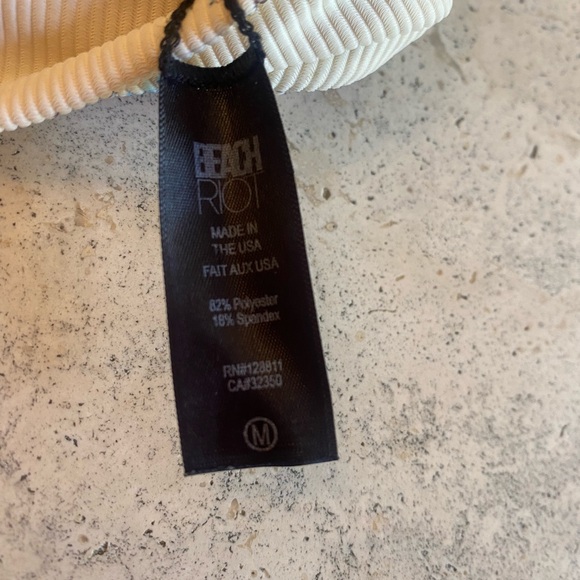 BEACH
RIOT
MADE IN
THE USA
FAIT AUX USA
82% Polyester
18% Spandex
RN#128811
CA#32350
M